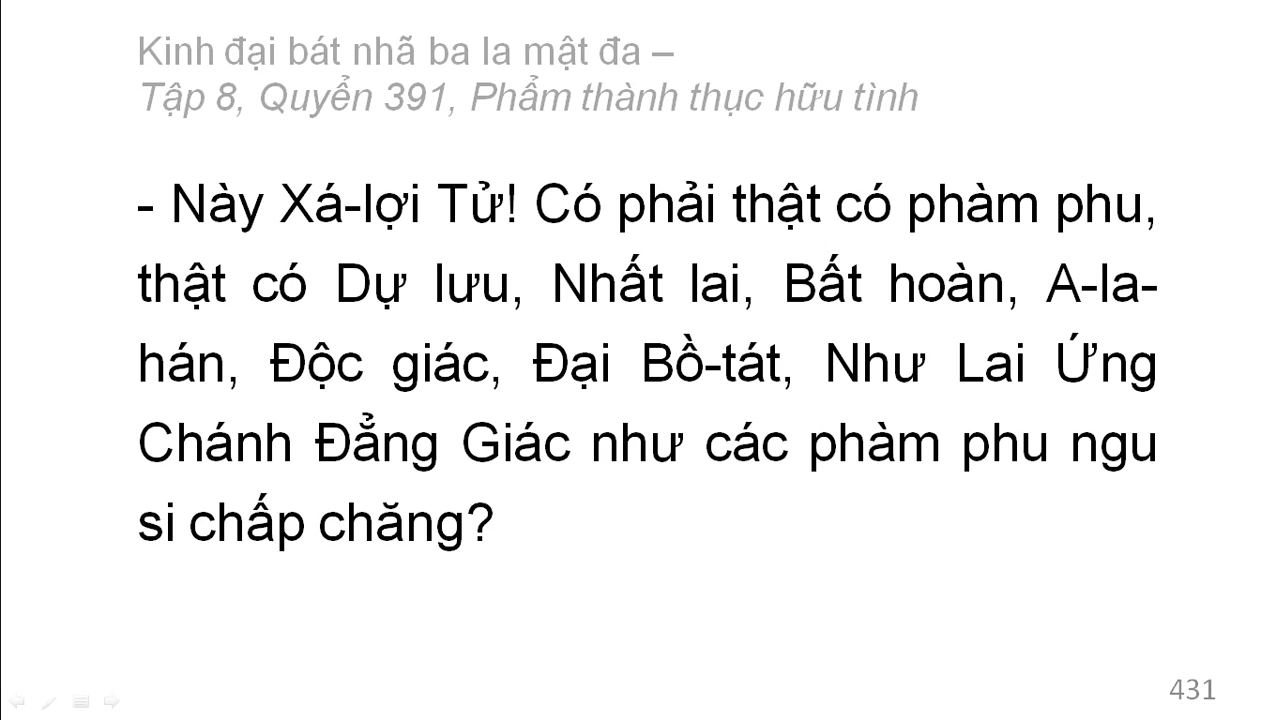 Kinh đại bát nhã ba la mật đa –
Tập 8, Quyển 391, Phẩm thành thục hữu tình
- Này Xá-lợi Tử! Có phải thật có phàm phu,
thật có Dự lưu, Nhất lai, Bất hoàn, A-la-
hán, Độc giác, Đại Bồ-tát, Như Lai Ứng
Chánh Đẳng Giác như các phàm phu ngu
si chấp chăng?
431